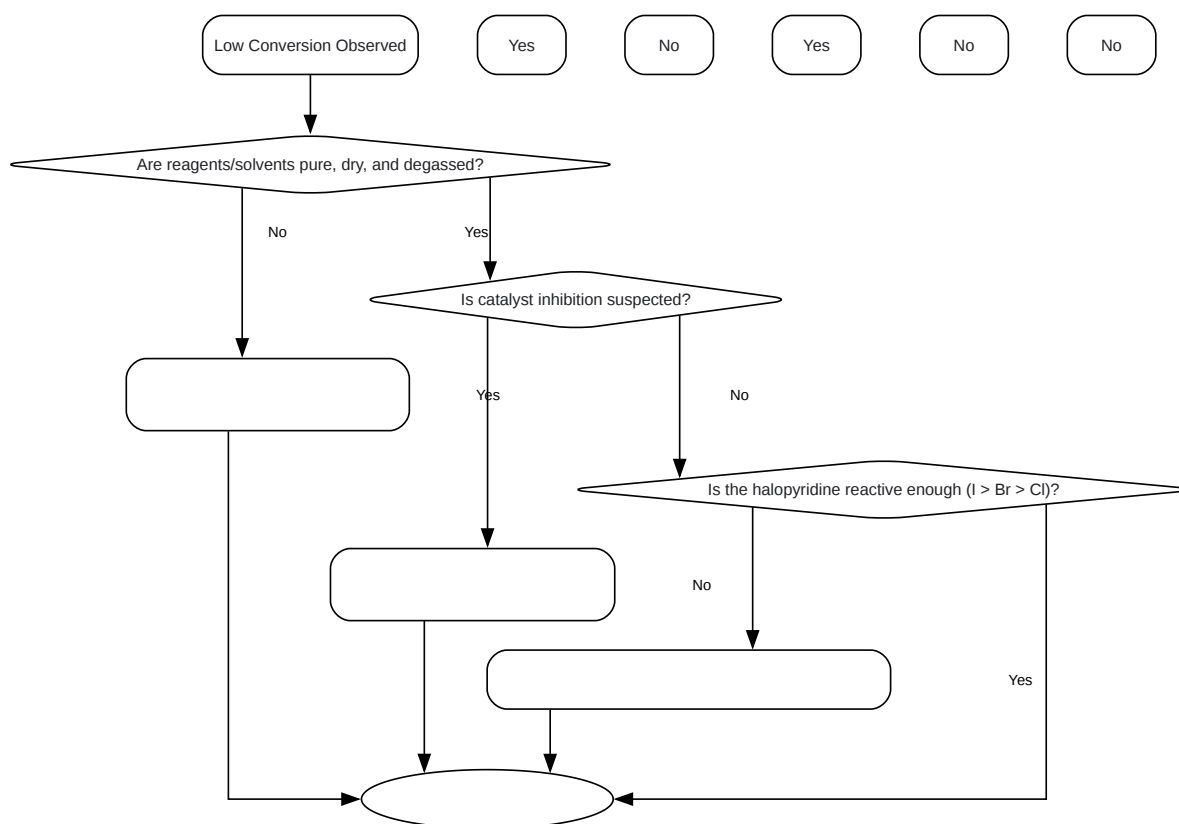 Low Conversion Observed
Yes
No
Yes
No
No
Are reagents/solvents pure, dry, and degassed?
No
Yes
Is catalyst inhibition suspected?
Yes
No
Is the halopyridine reactive enough (I > Br > Cl)?
No
Yes